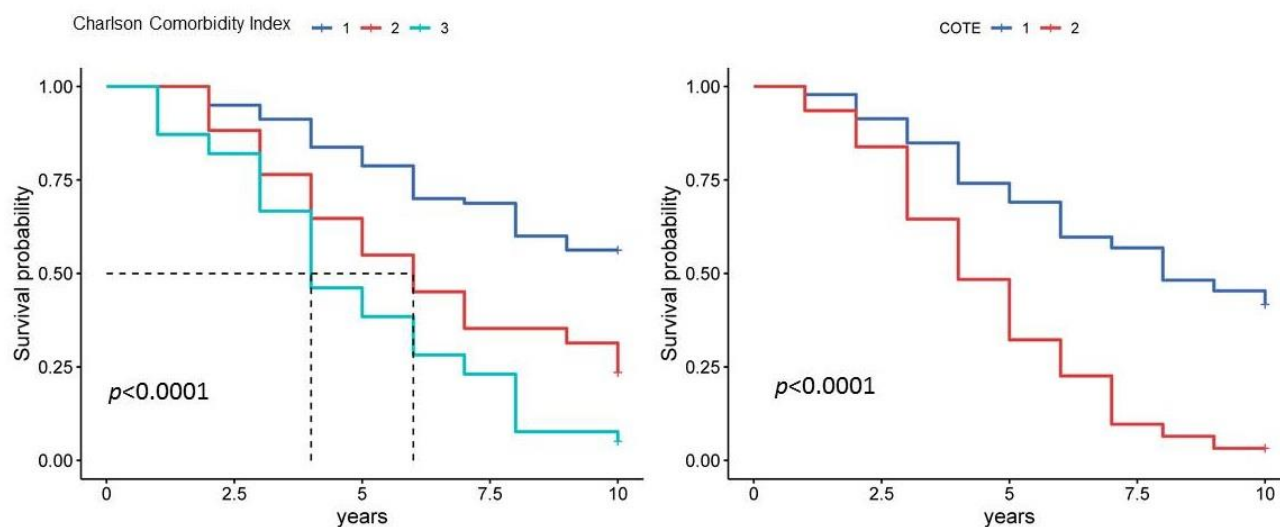 Charlson Comorbidity Index 1 2 3
Survival probability
1.00
0.75
0.50
0.25
0.00
p<0.0001
0 2.5 5 7.5 10
years
COTE 1 2
Survival probability
1.00
0.75
0.50
0.25
0.00
p<0.0001
0 2.5 5 7.5 10
years